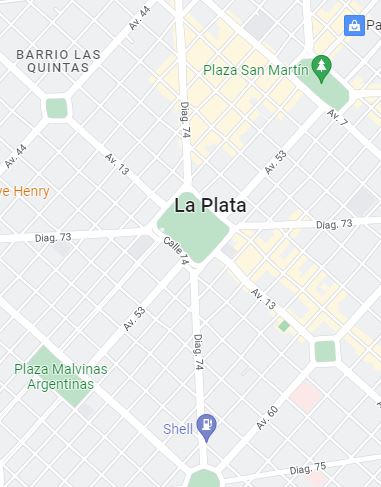 Av. 44
Pa
BARRIO LAS
QUINTAS
Plaza San Martín
Diag. 74
Av. 7
Av. 44
Av. 13
Av. 53
ve Henry
La Plata
Diag. 73
Diag. 73
Calle 14
Av. 13
Av. 53
Diag. 74
Plaza Malvinas
Argentinas
Shell
Av. 60
Diag. 75